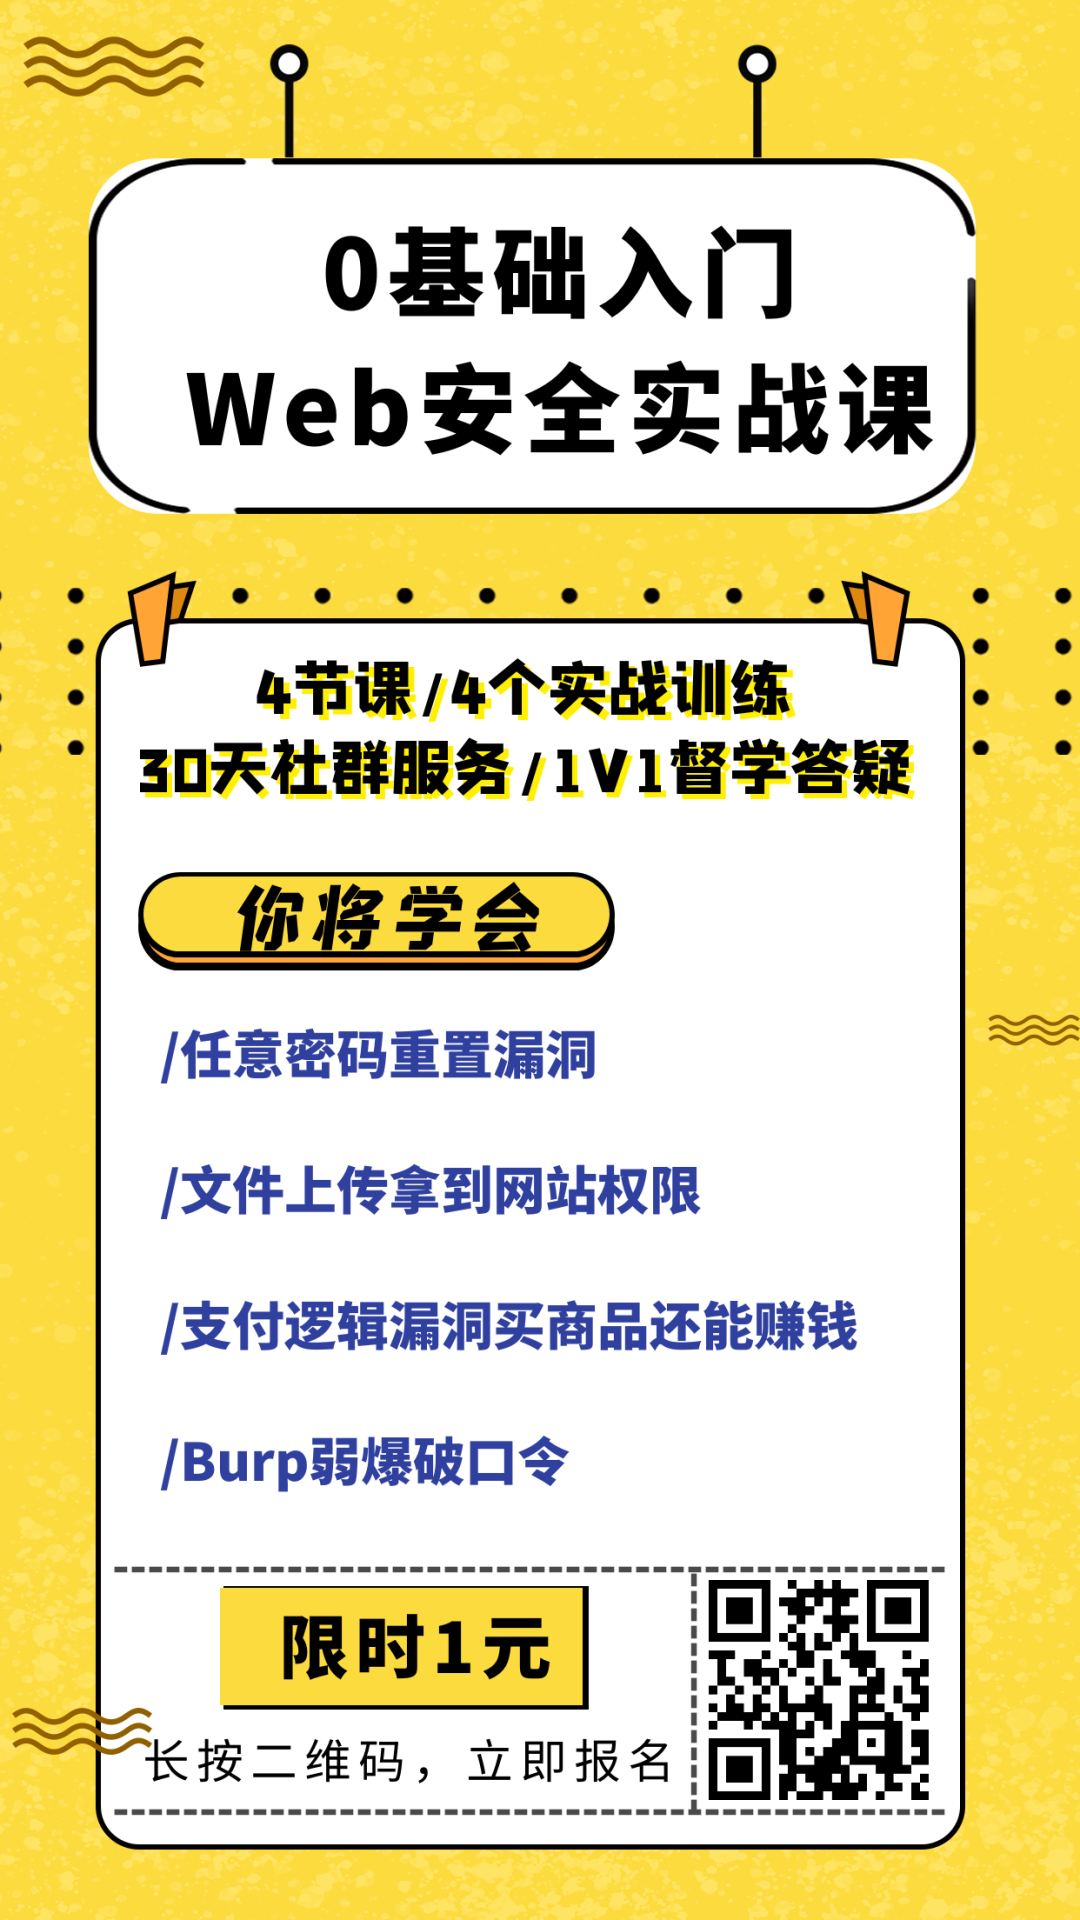 0基础入门
Web安全实战课
4节课/4个实战训练
30天社群服务/1V1督学答疑
你将学会
/任意密码重置漏洞
/文件上传拿到网站权限
/支付逻辑漏洞买商品还能赚钱
/Burp弱爆破口令
限时1元
长按二维码，立即报名